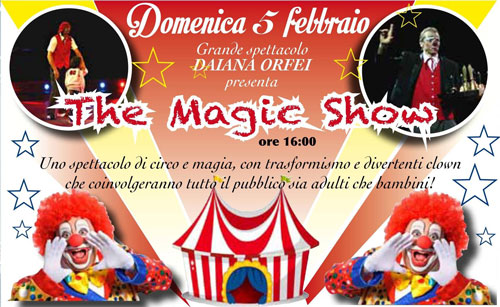 Domenica 5 febbraio
Grande spettacolo
DAIANA ORFEI
presenta
The Magic Show
ore 16:00
Uno spettacolo di circo e magia, con trasformismo e divertenti clown
che coinvolgeranno tutto il pubblico sia adulti che bambini!